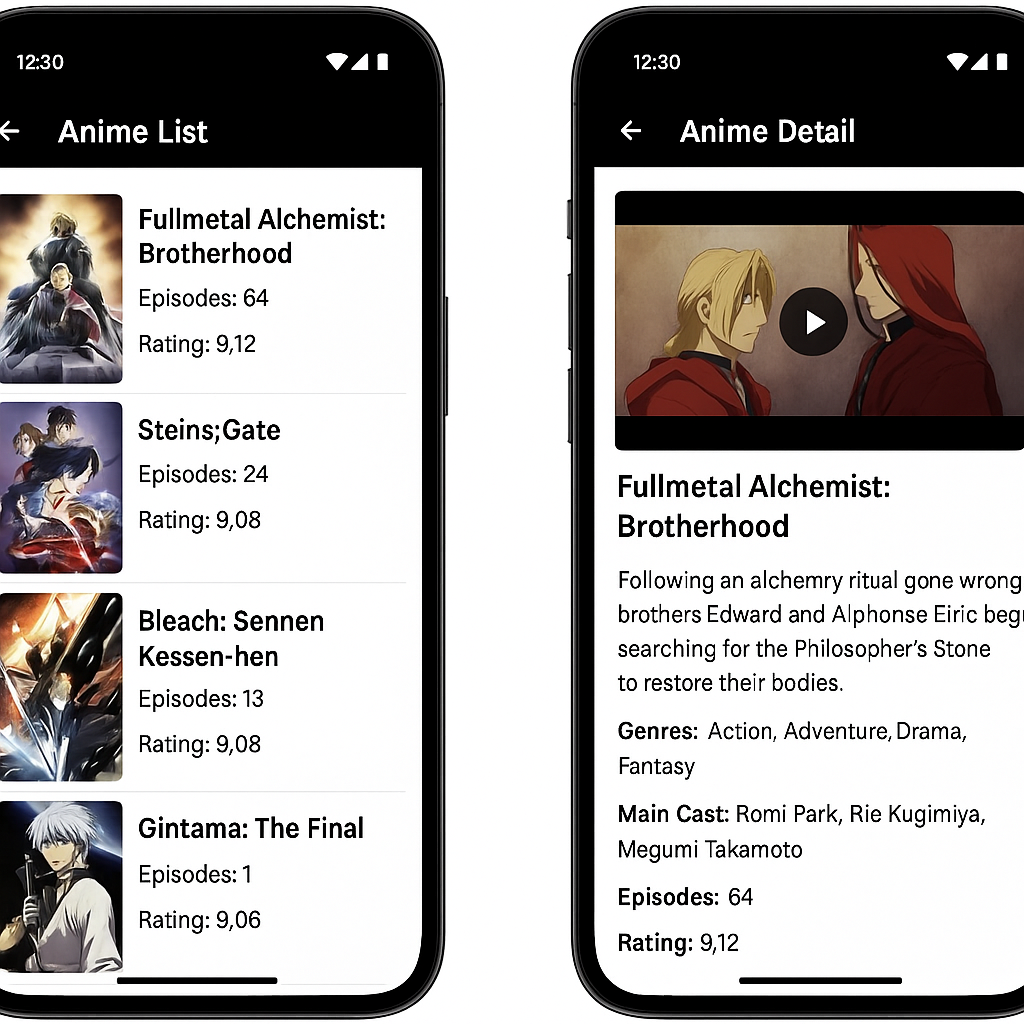 12:30
Anime List
Fullmetal Alchemist:
Brotherhood
Episodes: 64
Rating: 9,12
Steins;Gate
Episodes: 24
Rating: 9,08
Bleach: Sennen
Kessen-hen
Episodes: 13
Rating: 9,08
Gintama: The Final
Episodes: 1
Rating: 9,06
12:30
Anime Detail
Fullmetal Alchemist:
Brotherhood
Following an alchemry ritual gone wrong
brothers Edward and Alphonse Eiric begu
searching for the Philosopher’s Stone
to restore their bodies.
Genres: Action, Adventure, Drama,
Fantasy
Main Cast: Romi Park, Rie Kugimiya,
Megumi Takamoto
Episodes: 64
Rating: 9,12